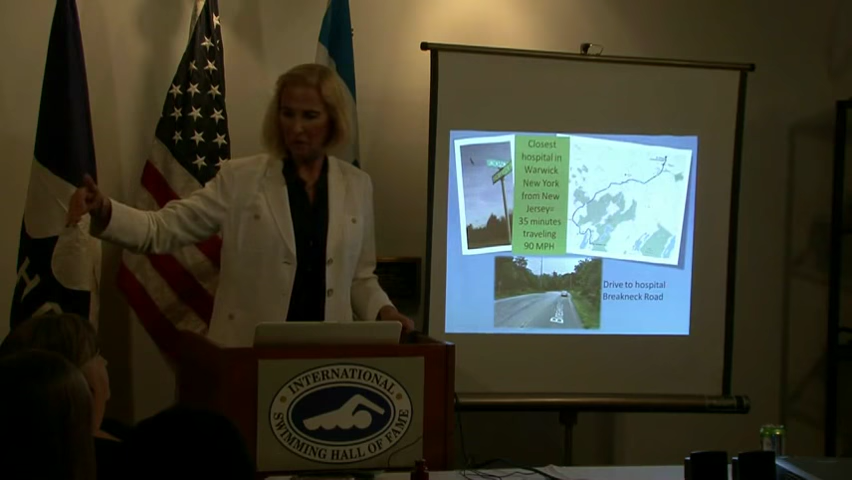 Closest
hospital in
Warwick
New York
from New
Jersey=
35 minutes
traveling
90 MPH
Drive to hospital
Breakneck Road
INTERNATIONAL
SWIMMING HALL OF FAME